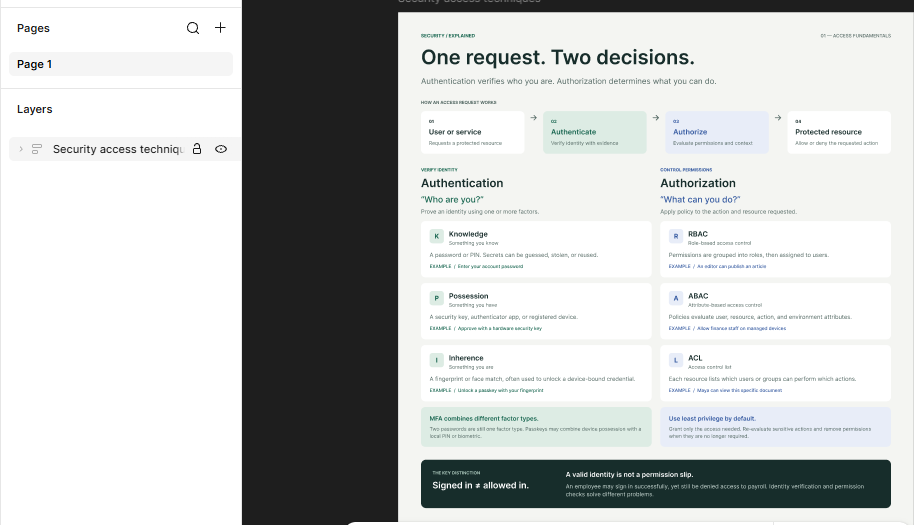 Pages
Page 1
Layers
Security access techniq
Security access techniques
SECURITY / EXPLAINED
01 — ACCESS FUNDAMENTALS
One request. Two decisions.
Authentication verifies who you are. Authorization determines what you can do.
HOW AN ACCESS REQUEST WORKS
01
User or service
Requests a protected resource
→
02
Authenticate
Verify identity with evidence
→
03
Authorize
Evaluate permissions and context
→
04
Protected resource
Allow or deny the requested action
VERIFY IDENTITY
Authentication
“Who are you?”
Prove an identity using one or more factors.
K
Knowledge
Something you know
A password or PIN. Secrets can be guessed, stolen, or reused.
EXAMPLE / Enter your account password
P
Possession
Something you have
A security key, authenticator app, or registered device.
EXAMPLE / Approve with a hardware security key
I
Inherence
Something you are
A fingerprint or face match, often used to unlock a device-bound credential.
EXAMPLE / Unlock a passkey with your fingerprint
MFA combines different factor types.
Two passwords are still one factor type. Passkeys may combine device possession with a
local PIN or biometric.
CONTROL PERMISSIONS
Authorization
“What can you do?”
Apply policy to the action and resource requested.
R
RBAC
Role-based access control
Permissions are grouped into roles, then assigned to users.
EXAMPLE / An editor can publish an article
A
ABAC
Attribute-based access control
Policies evaluate user, resource, action, and environment attributes.
EXAMPLE / Allow finance staff on managed devices
L
ACL
Access control list
Each resource lists which users or groups can perform which actions.
EXAMPLE / Maya can view this specific document
Use least privilege by default.
Grant only the access needed. Re-evaluate sensitive actions and remove permissions
when they are no longer required.
THE KEY DISTINCTION
Signed in ≠ allowed in.
A valid identity is not a permission slip.
An employee may sign in successfully, yet still be denied access to payroll. Identity verification and permission
checks solve different problems.